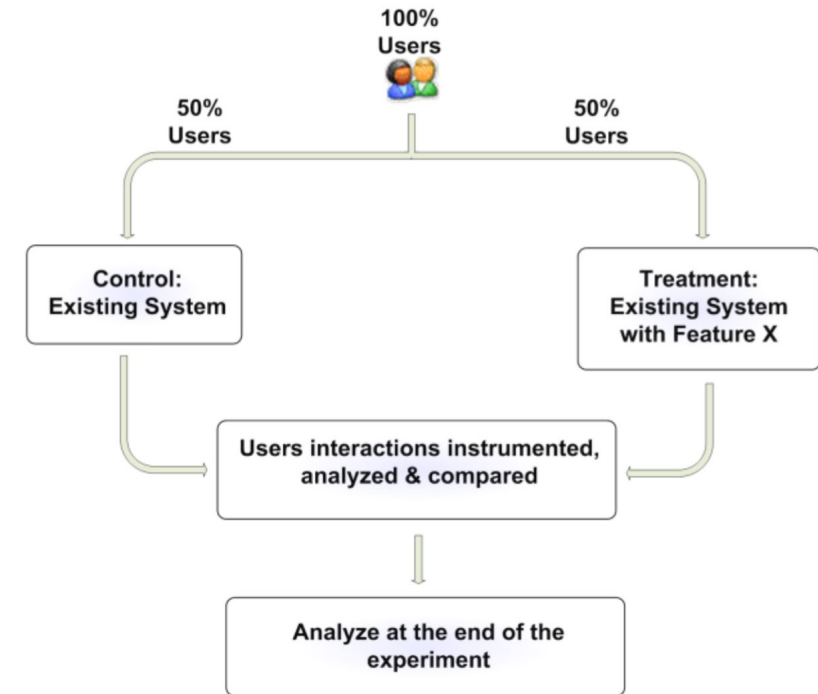 100%
Users
50%
Users
50%
Users
Control:
Existing System
Treatment:
Existing System
with Feature X
Users interactions instrumented,
analyzed & compared
Analyze at the end of the
experiment